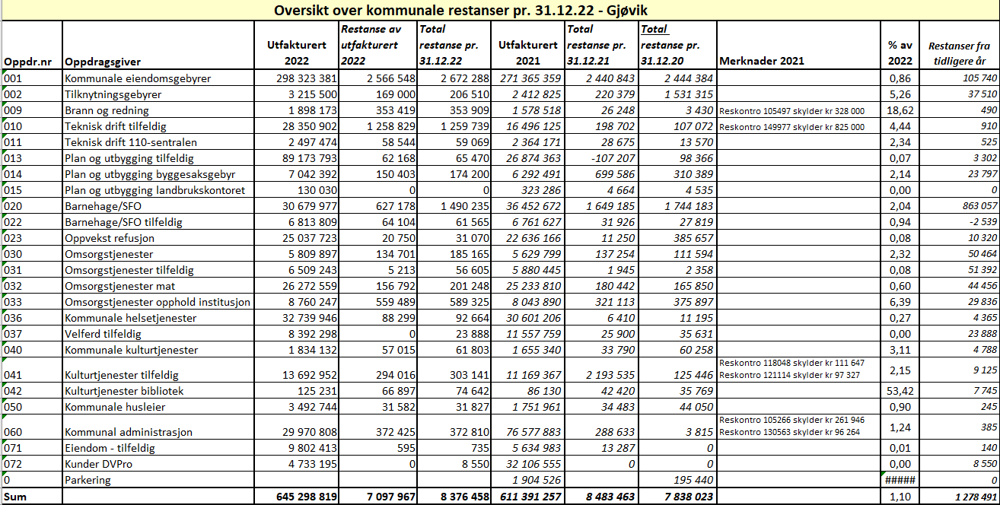 Oversikt over kommunale restanser pr. 31.12.22 - Gjøvik
Oppdr.nr Oppdragsgiver Utfakturert 2022 Restanse av utfakturert 2022 Total restanse pr. 31.12.22 Utfakturert 2021 Total restanse pr. 31.12.21 Total restanse pr. 31.12.20 Merknader 2021 % av 2022 Restanser fra tidligere år
001 Kommunale eiendomsgebyrer 298 323 381 2 566 548 2 672 288 271 365 359 2 440 843 2 444 384 0,86 105 740
002 Tilknytningsgebyrer 3 215 500 169 000 206 510 2 412 825 220 379 1 531 315 5,26 37 510
009 Brann og redning 1 898 173 353 419 353 909 1 578 518 26 248 3 430 Reskontro 105497 skylder kr 328 000 18,62 490
010 Teknisk drift tilfeldig 28 350 902 1 258 829 1 259 739 16 496 125 198 702 107 072 Reskontro 149977 skylder kr 825 000 4,44 910
011 Teknisk drift 110-sentralen 2 497 474 58 544 59 069 2 364 171 28 675 13 570 2,34 525
013 Plan og utbygging tilfeldig 89 173 793 62 168 65 470 26 874 363 -107 207 98 366 0,07 3 302
014 Plan og utbygging byggesaksgebyr 7 042 392 150 403 174 200 6 292 491 699 586 310 389 2,14 23 797
015 Plan og utbygging landbrukskontoret 130 030 0 0 323 286 4 664 4 535 0,00 0
020 Barnehage/SFO 30 679 977 627 178 1 490 235 36 452 672 1 649 185 1 744 183 2,04 863 057
022 Barnehage/SFO tilfeldig 6 813 809 64 104 61 565 6 761 627 31 926 27 819 0,94 -2 539
023 Oppvekst refusjon 25 037 723 20 750 31 070 22 636 166 11 250 385 657 0,08 10 320
030 Omsorgstjenester 5 809 897 134 701 185 165 5 629 799 137 254 111 594 2,32 50 464
031 Omsorgstjenester tilfeldig 6 509 243 5 213 56 605 5 880 445 1 945 2 358 0,08 51 392
032 Omsorgstjenester mat 26 272 559 156 792 201 248 25 233 810 180 442 165 850 0,60 44 456
033 Omsorgstjenester opphold institusjon 8 760 247 559 489 589 325 8 043 890 321 113 375 897 6,39 29 836
036 Kommunale helsetjenester 32 739 946 88 299 92 664 30 601 206 6 410 11 195 0,27 4 365
037 Velferd tilfeldig 8 392 298 0 23 888 11 557 759 25 900 35 631 0,00 23 888
040 Kommunale kulturtjenester 1 834 132 57 015 61 803 1 655 340 33 790 60 258 3,11 4 788
041 Kulturtjenester tilfeldig 13 692 952 294 016 303 141 11 169 367 2 193 535 125 446 Reskontro 118048 skylder kr 111 647 Reskontro 121114 skylder kr 97 327 2,15 9 125
042 Kulturtjenester bibliotek 125 231 66 897 74 642 86 130 42 420 35 769 53,42 7 745
050 Kommunale husleier 3 492 744 31 582 31 827 1 751 961 34 483 44 050 0,90 245
060 Kommunal administrasjon 29 970 808 372 425 372 810 76 577 883 288 633 3 815 Reskontro 105266 skylder kr 261 946 Reskontro 130563 skylder kr 96 264 1,24 385
071 Eiendom - tilfeldig 9 802 413 595 735 5 634 983 13 287 0 0,01 140
072 Kunder DVPro 4 733 195 0 8 550 32 106 555 0 0 0,00 8 550
0 Parkering 1 904 526 195 440 ##### 0
Sum 645 298 819 7 097 967 8 376 458 611 391 257 8 483 463 7 838 023 1,10 1 278 491